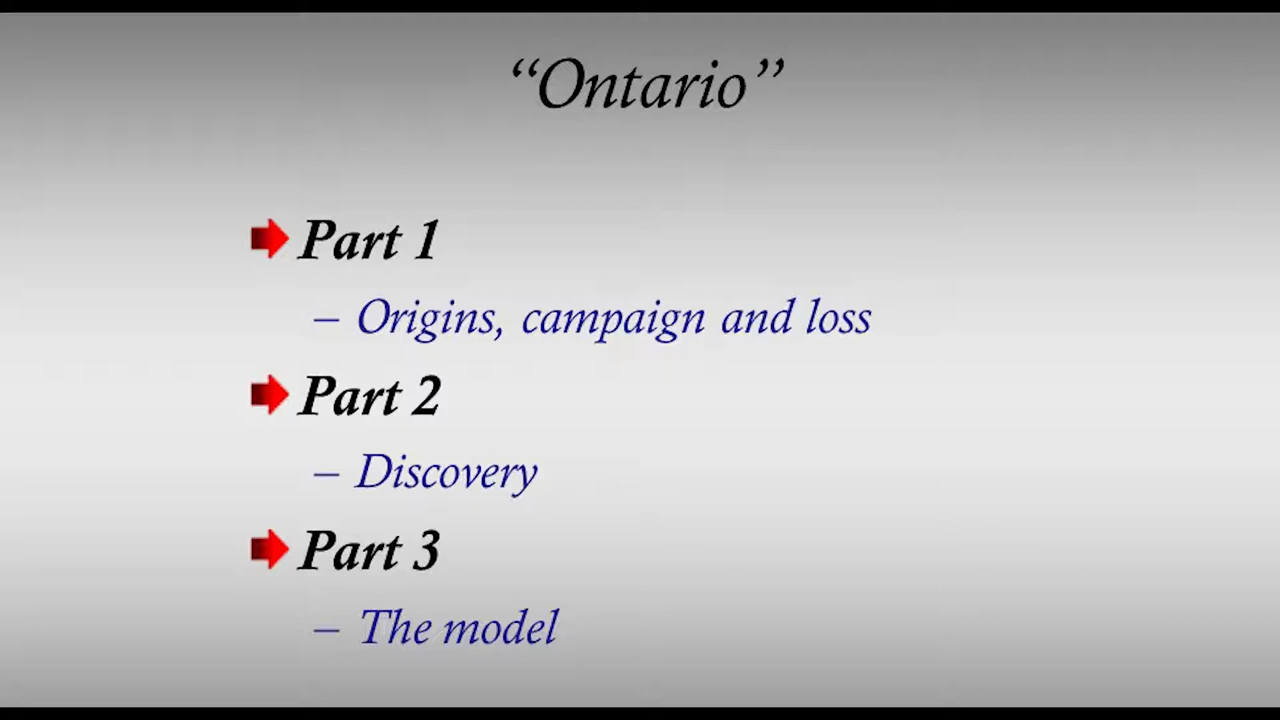 “Ontario”
Part 1
– Origins, campaign and loss
Part 2
– Discovery
Part 3
– The model